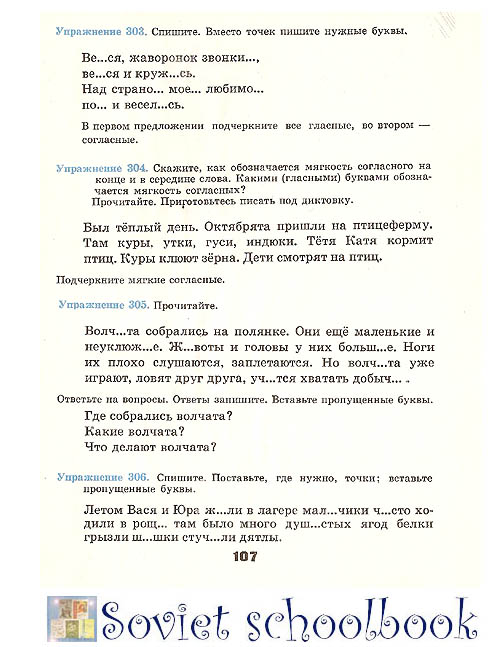 Упражнение 303. Спишите. Вместо точек пишите нужные буквы.
Ве...ся, жаворонок звонки...,
ве...ся и круж...сь.
Над страно... мое... любимо...
по... и весел...сь.
В первом предложении подчеркните все гласные, во втором —
согласные.
Упражнение 304. Скажите, как обозначается мягкость согласного на
конце и в середине слова. Какими (гласными) буквами обозна-
чается мягкость согласных?
Прочитайте. Приготовьтесь писать под диктовку.
Был тёплый день. Октябрята пришли на птицеферму.
Там куры, утки, гуси, индюки. Тётя Катя кормит
птиц. Куры клюют зёрна. Дети смотрят на птиц.
Подчеркните мягкие согласные.
Упражнение 305. Прочитайте.
Волч...та собрались на полянке. Они ещё маленькие и
неуклюж...е. Ж...воты и головы у них больш...е. Ноги
их плохо слушаются, заплетаются. Но волч...та уже
играют, ловят друг друга, уч...тся хватать добыч... .
Ответьте на вопросы. Ответы запишите. Вставьте пропущенные буквы.
Где собрались волчата?
Какие волчата?
Что делают волчата?
Упражнение 306. Спишите. Поставьте, где нужно, точки; вставьте
пропущенные буквы.
Летом Вася и Юра ж...ли в лагере мал...чики ч...сто хо-
дили в рощ... там было много душ...стых ягод белки
грызли ш...шки стуч...ли дятлы.
107
Soviet schoolbook